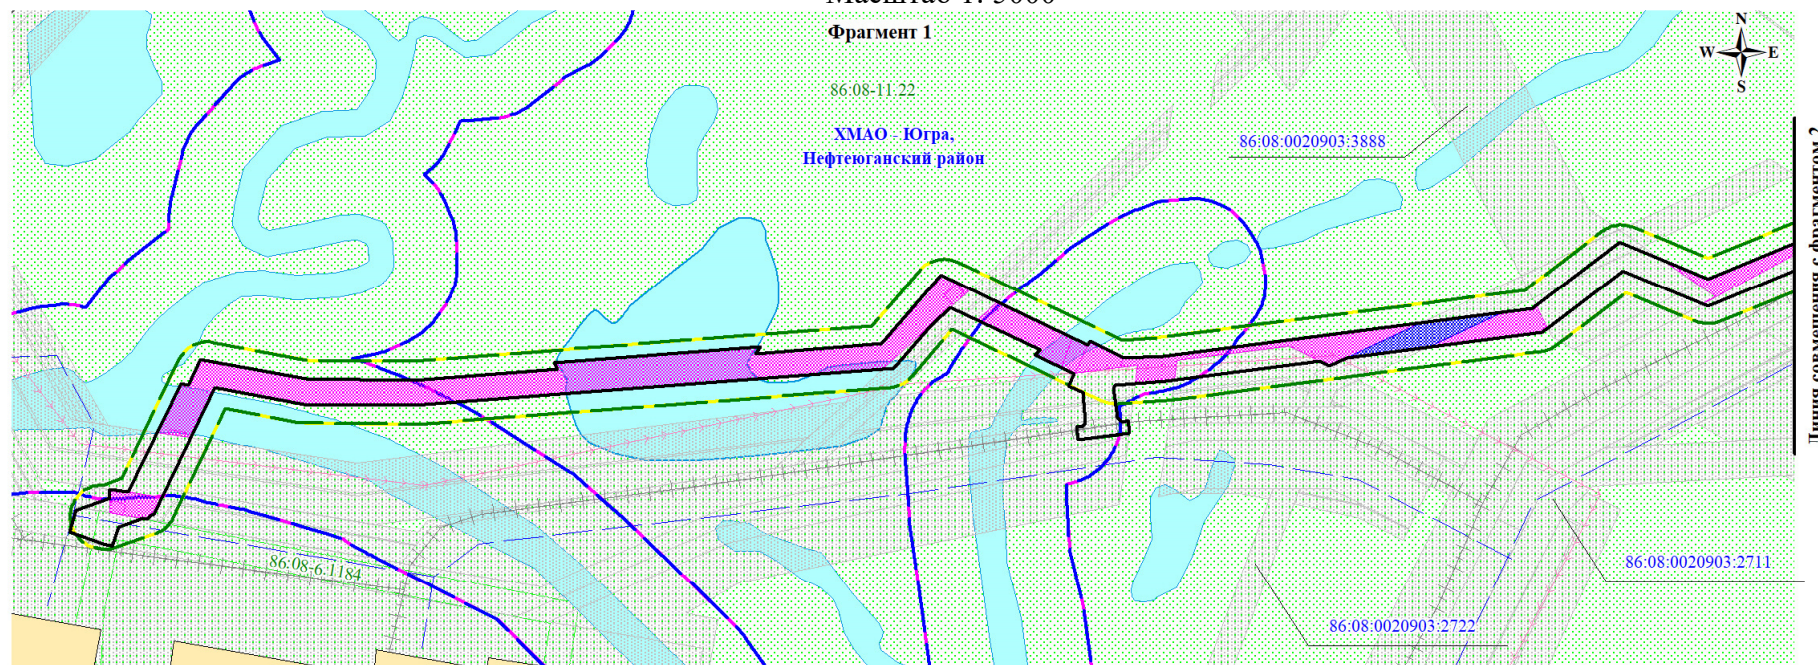 Масштаб 1: 5000
Фрагмент 1
N
W E
S
86:08-11.22
ХМАО - Югра,
Нефтеюганский район
86:08:0020903:3888
Линия совмещения с фрагментом 2
86:08-6.1184
86:08:0020903:2711
86:08:0020903:2722